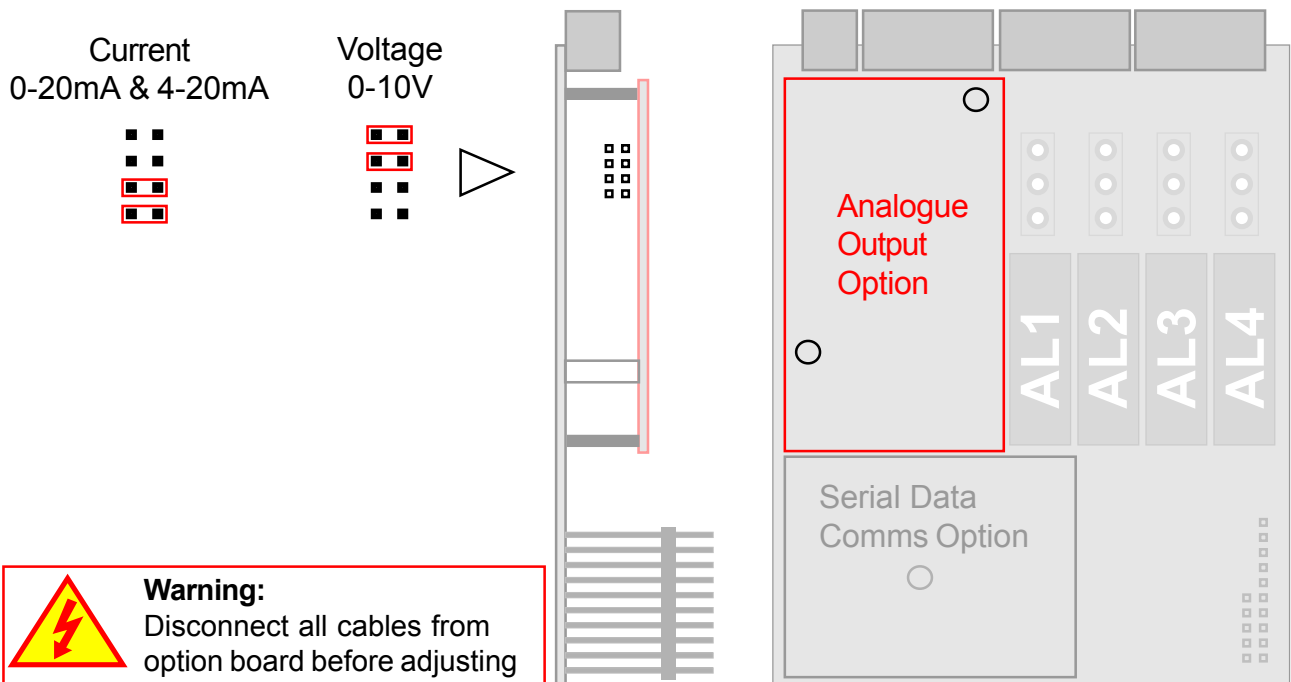 Current
0-20mA & 4-20mA
Voltage
0-10V
Analogue
Output
Option
AL1
AL2
AL3
AL4
Serial Data
Comms Option
Warning:
Disconnect all cables from
option board before adjusting